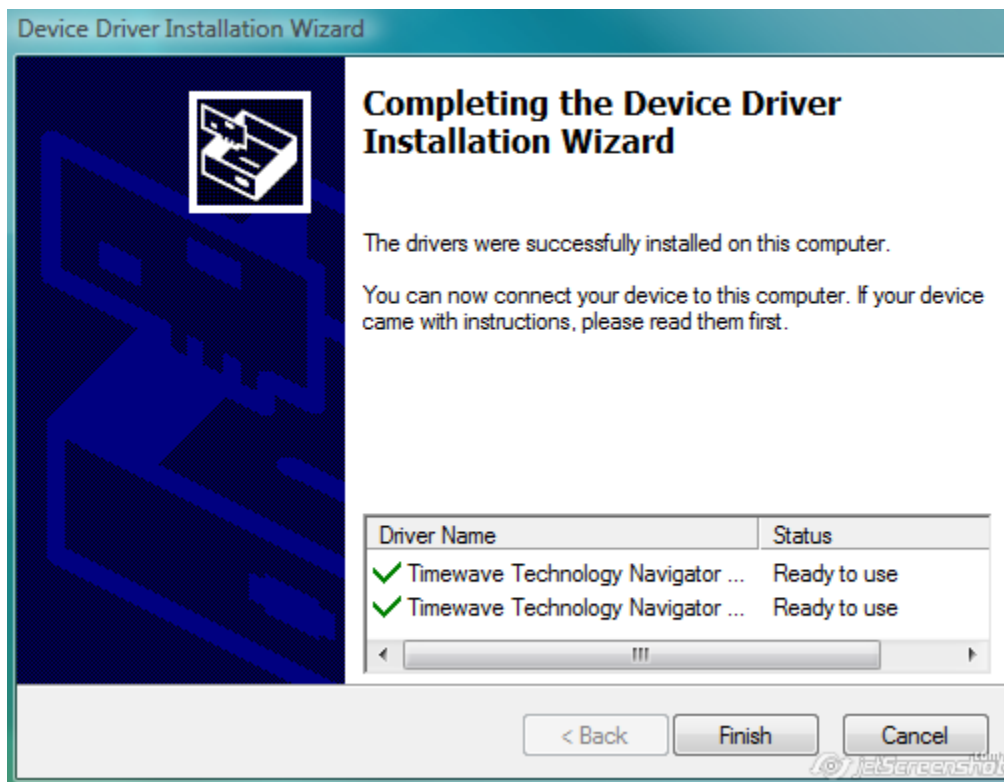 Device Driver Installation Wizard
Completing the Device Driver
Installation Wizard
The drivers were successfully installed on this computer.
You can now connect your device to this computer. If your device
came with instructions, please read them first.
Driver Name Status
Timewave Technology Navigator ... Ready to use
Timewave Technology Navigator ... Ready to use
< Back Finish Cancel
jetScreenshot.com